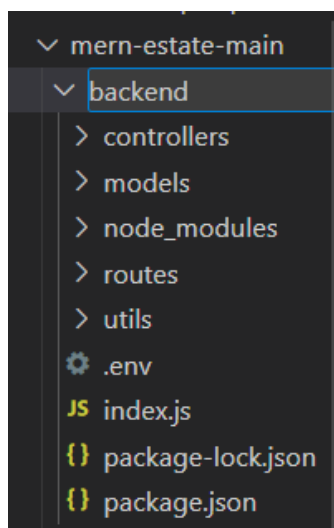 mern-estate-main
backend
controllers
models
node_modules
routes
utils
.env
JS index.js
{} package-lock.json
{} package.json